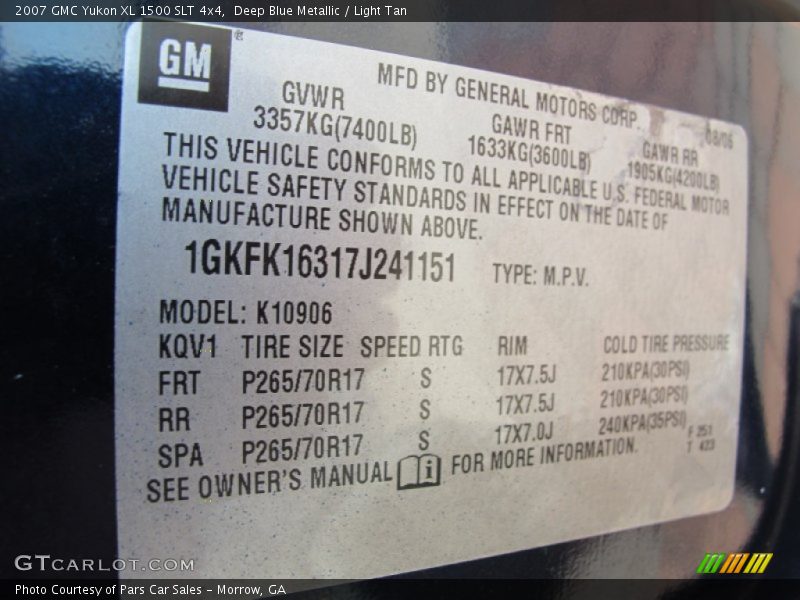 2007 GMC Yukon XL 1500 SLT 4x4, Deep Blue Metallic / Light Tan
GM ®
MFD BY GENERAL MOTORS CORP 08/06
GVWR GAWR FRT GAWR RR
3357KG(7400LB) 1633KG(3600LB) 1905KG(4200LB)
THIS VEHICLE CONFORMS TO ALL APPLICABLE U.S. FEDERAL MOTOR
VEHICLE SAFETY STANDARDS IN EFFECT ON THE DATE OF
MANUFACTURE SHOWN ABOVE.
1GKFK16317J241151 TYPE: M.P.V.
MODEL: K10906
KQV1 TIRE SIZE SPEED RTG RIM COLD TIRE PRESSURE
FRT P265/70R17 S 17X7.5J 210KPA(30PSI)
RR P265/70R17 S 17X7.5J 210KPA(30PSI)
SPA P265/70R17 S 17X7.0J 240KPA(35PSI)
SEE OWNER'S MANUAL i FOR MORE INFORMATION.
F 251
T 423
GTCARLOT.COM
Photo Courtesy of Pars Car Sales - Morrow, GA